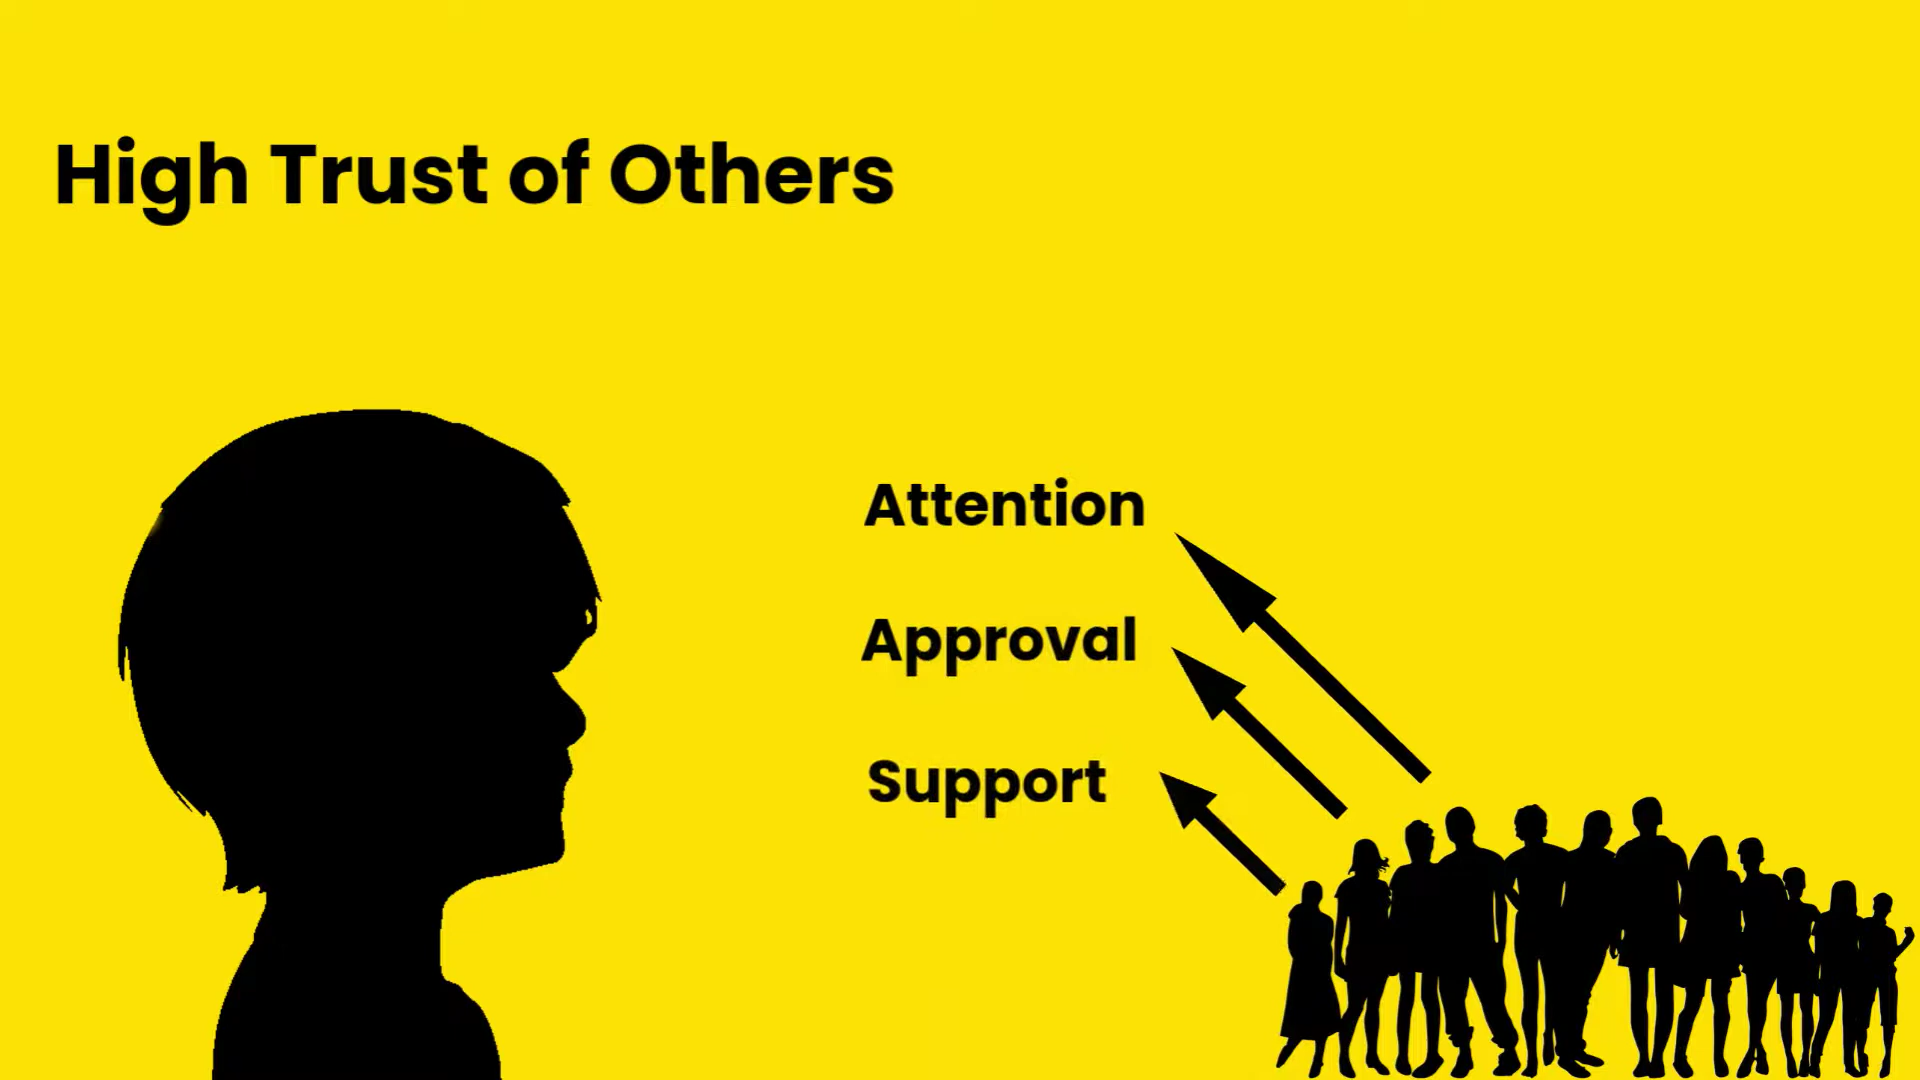 High Trust of Others
Attention
Approval
Support